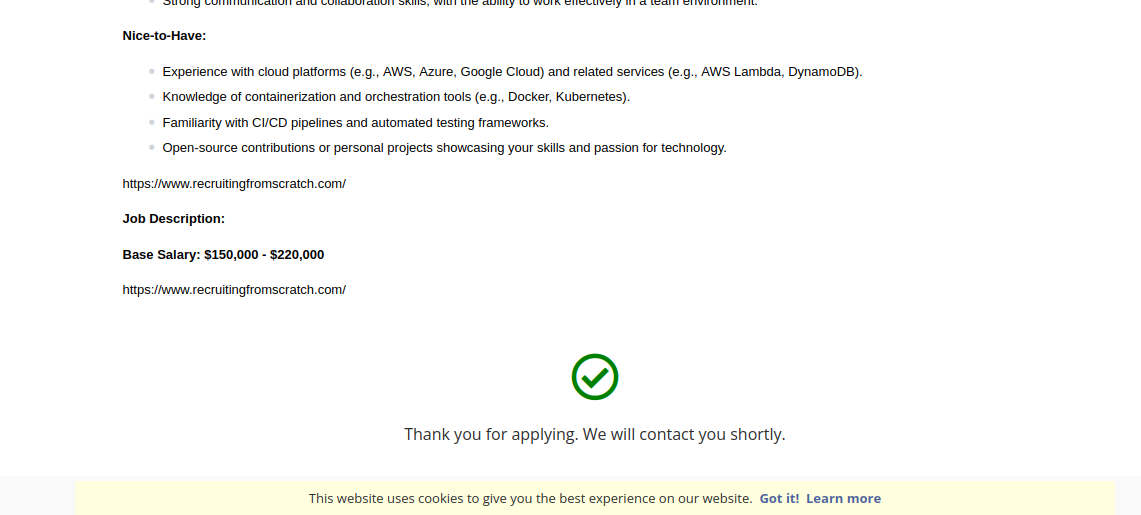 Strong communication and collaboration skills, with the ability to work effectively in a team environment.
Nice-to-Have:
Experience with cloud platforms (e.g., AWS, Azure, Google Cloud) and related services (e.g., AWS Lambda, DynamoDB).
Knowledge of containerization and orchestration tools (e.g., Docker, Kubernetes).
Familiarity with CI/CD pipelines and automated testing frameworks.
Open-source contributions or personal projects showcasing your skills and passion for technology.
https://www.recruitingfromscratch.com/
Job Description:
Base Salary: $150,000 - $220,000
https://www.recruitingfromscratch.com/
Thank you for applying. We will contact you shortly.
This website uses cookies to give you the best experience on our website. Got it! Learn more